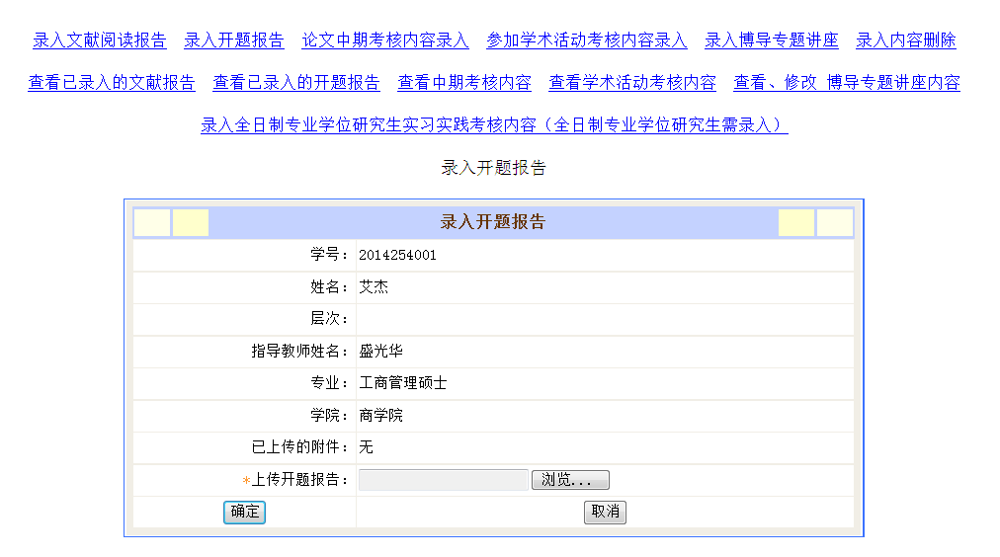 录入文献阅读报告 录入开题报告 论文中期考核内容录入 参加学术活动考核内容录入 录入博导专题讲座 录入内容删除
查看已录入的文献报告 查看已录入的开题报告 查看中期考核内容 查看学术活动考核内容 查看、修改 博导专题讲座内容
录入全日制专业学位研究生实习实践考核内容（全日制专业学位研究生需录入）
录入开题报告
录入开题报告
学号： 2014254001
姓名： 艾杰
层次：
指导教师姓名： 盛光华
专业： 工商管理硕士
学院： 商学院
已上传的附件： 无
*上传开题报告： 浏览...
确定 取消